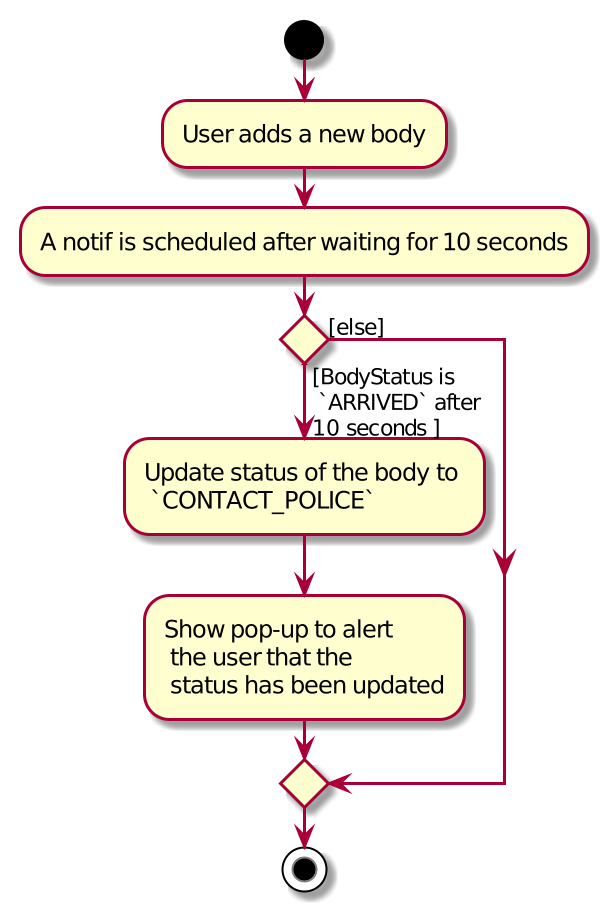 User adds a new body
A notif is scheduled after waiting for 10 seconds
[else]
[BodyStatus is
`ARRIVED` after
10 seconds ]
Update status of the body to
`CONTACT_POLICE`
Show pop-up to alert
the user that the
status has been updated